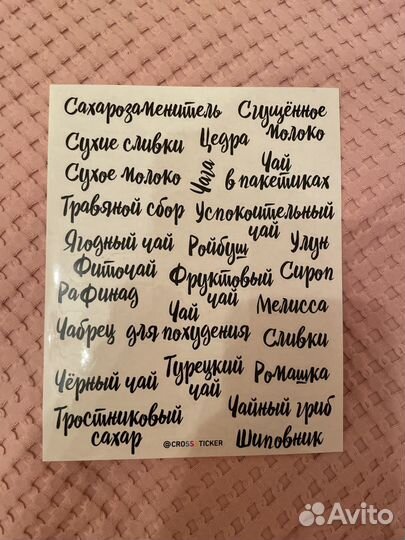 Сахарозаменитель
Сгущённое
молоко
Сухие сливки
Цедра
Сухое молоко
Чага
Чай
в пакетиках
Травяной сбор
Успокоительный
чай
Ягодный чай
Ройбуш
Улун
Фиточай
Фруктовый
чай
Сироп
Рафинад
Чай
для похудения
Мелисса
Чабрец
Сливки
Чёрный чай
Турецкий
чай
Ромашка
Тростниковый
сахар
Чайный гриб
Шиповник
@CROSSTICKER
Avito